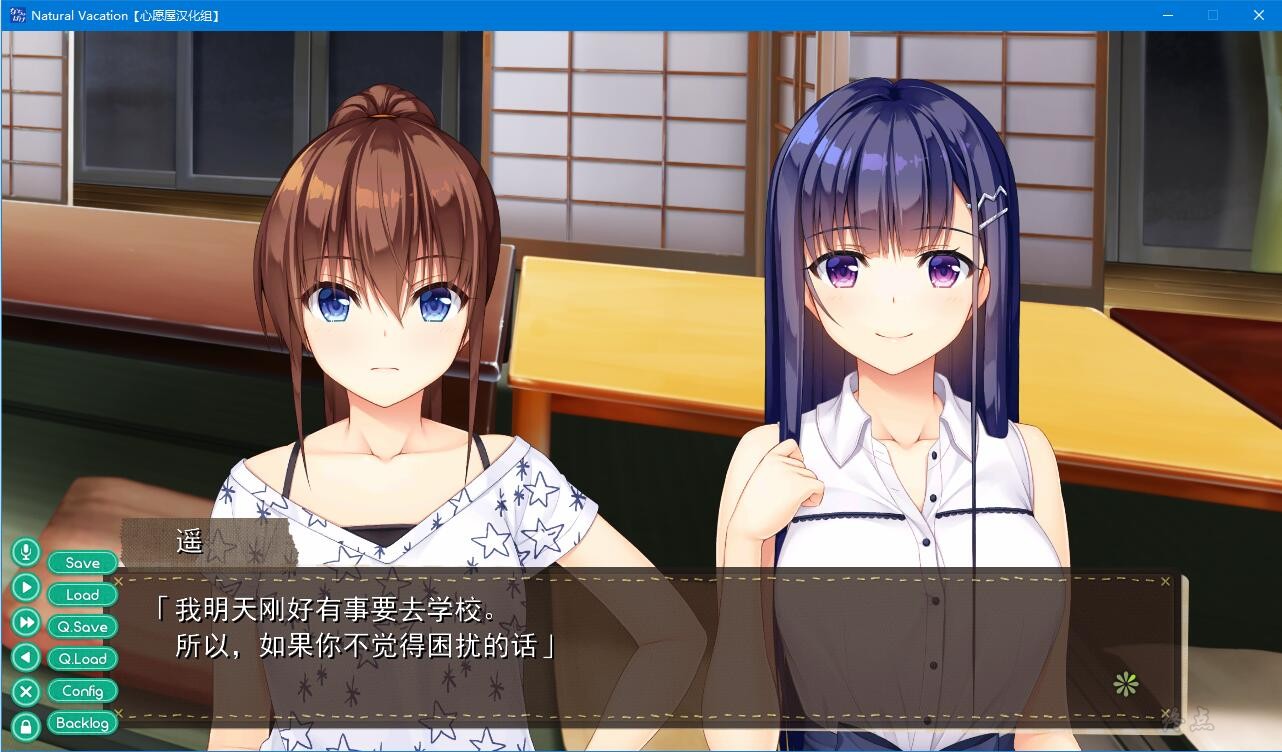 Natural Vacation【心愿屋汉化组】
遥
「我明天刚好有事要去学校。
所以，如果你不觉得困扰的话」
Save
Load
Q.Save
Q.Load
Config
Backlog